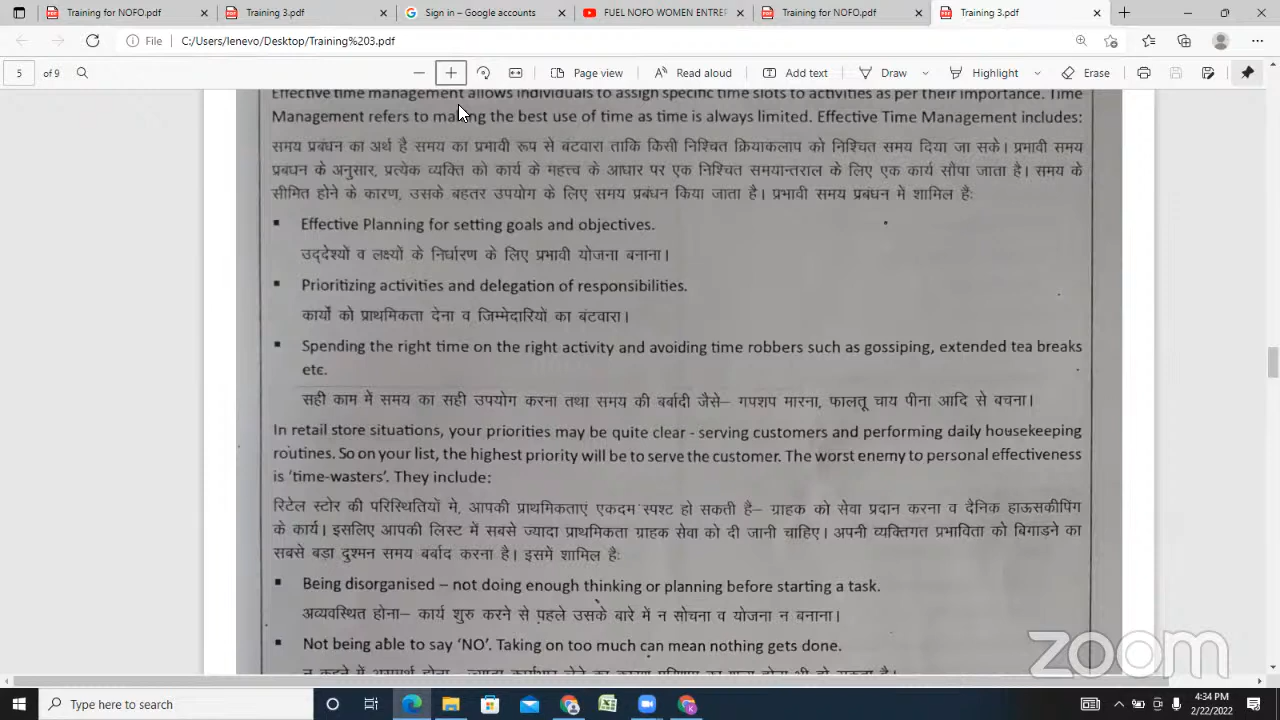 Training for NOFO.pdf
Training 3.pdf
Sign in – Google accounts
FUEL NOFO WOMEN ENTREF
Training for NOFO.pdf
Training 3.pdf
File
C:/Users/lenevo/Desktop/Training%203.pdf
5 of 9
Page view
Read aloud
Add text
Draw
Highlight
Erase
Effective time management allows individuals to assign specific time slots to activities as per their importance. Time
Management refers to making the best use of time as time is always limited. Effective Time Management includes:
समय प्रबंधन का अर्थ है समय का प्रभावी रूप से बंटवारा ताकि किसी निश्चित क्रियाकलाप को निश्चित समय दिया जा सके। प्रभावी समय
प्रबधन के अनुसार, प्रत्येक व्यक्ति को कार्य के महत्त्व के आधार पर एक निश्चित समयान्तराल के लिए एक कार्य सौंपा जाता है। समय के
सीमित होने के कारण, उसके बहतर उपयोग के लिए समय प्रबंधन किया जाता है। प्रभावी समय प्रबंधन में शामिल हैः
▪ Effective Planning for setting goals and objectives.
उद्देश्यों व लक्ष्यों के निर्धारण के लिए प्रभावी योजना बनाना।
▪ Prioritizing activities and delegation of responsibilities.
कार्यों को प्राथमिकता देना व जिम्मेदारियों का बंटवारा।
▪ Spending the right time on the right activity and avoiding time robbers such as gossiping, extended tea breaks
etc.
सही काम में समय का सही उपयोग करना तथा समय की बर्बादी जैसे– गपशप मारना, फालतू चाय पीना आदि से बचना।
In retail store situations, your priorities may be quite clear - serving customers and performing daily housekeeping
routines. So on your list, the highest priority will be to serve the customer. The worst enemy to personal effectiveness
is ‘time-wasters’. They include:
रिटेल स्टोर की परिस्थितियों मे, आपकी प्राथमिकताएं एकदम स्पश्ट हो सकती है– ग्राहक को सेवा प्रदान करना व दैनिक हाऊसकीपिंग
के कार्य। इसलिए आपकी लिस्ट में सबसे ज्यादा प्राथमिकता ग्राहक सेवा को दी जानी चाहिए। अपनी व्यक्तिगत प्रभाविता को बिगाड़ने का
सबसे बडा दुश्मन समय बर्बाद करना है। इसमें शामिल हैः
▪ Being disorganised – not doing enough thinking or planning before starting a task.
अव्यवस्थित होना– कार्य शुरु करने से पहले उसके बारे में न सोचना व योजना न बनाना।
▪ Not being able to say ‘NO’. Taking on too much can mean nothing gets done.
zoom
Type here to search
4:34 PM
2/22/2022